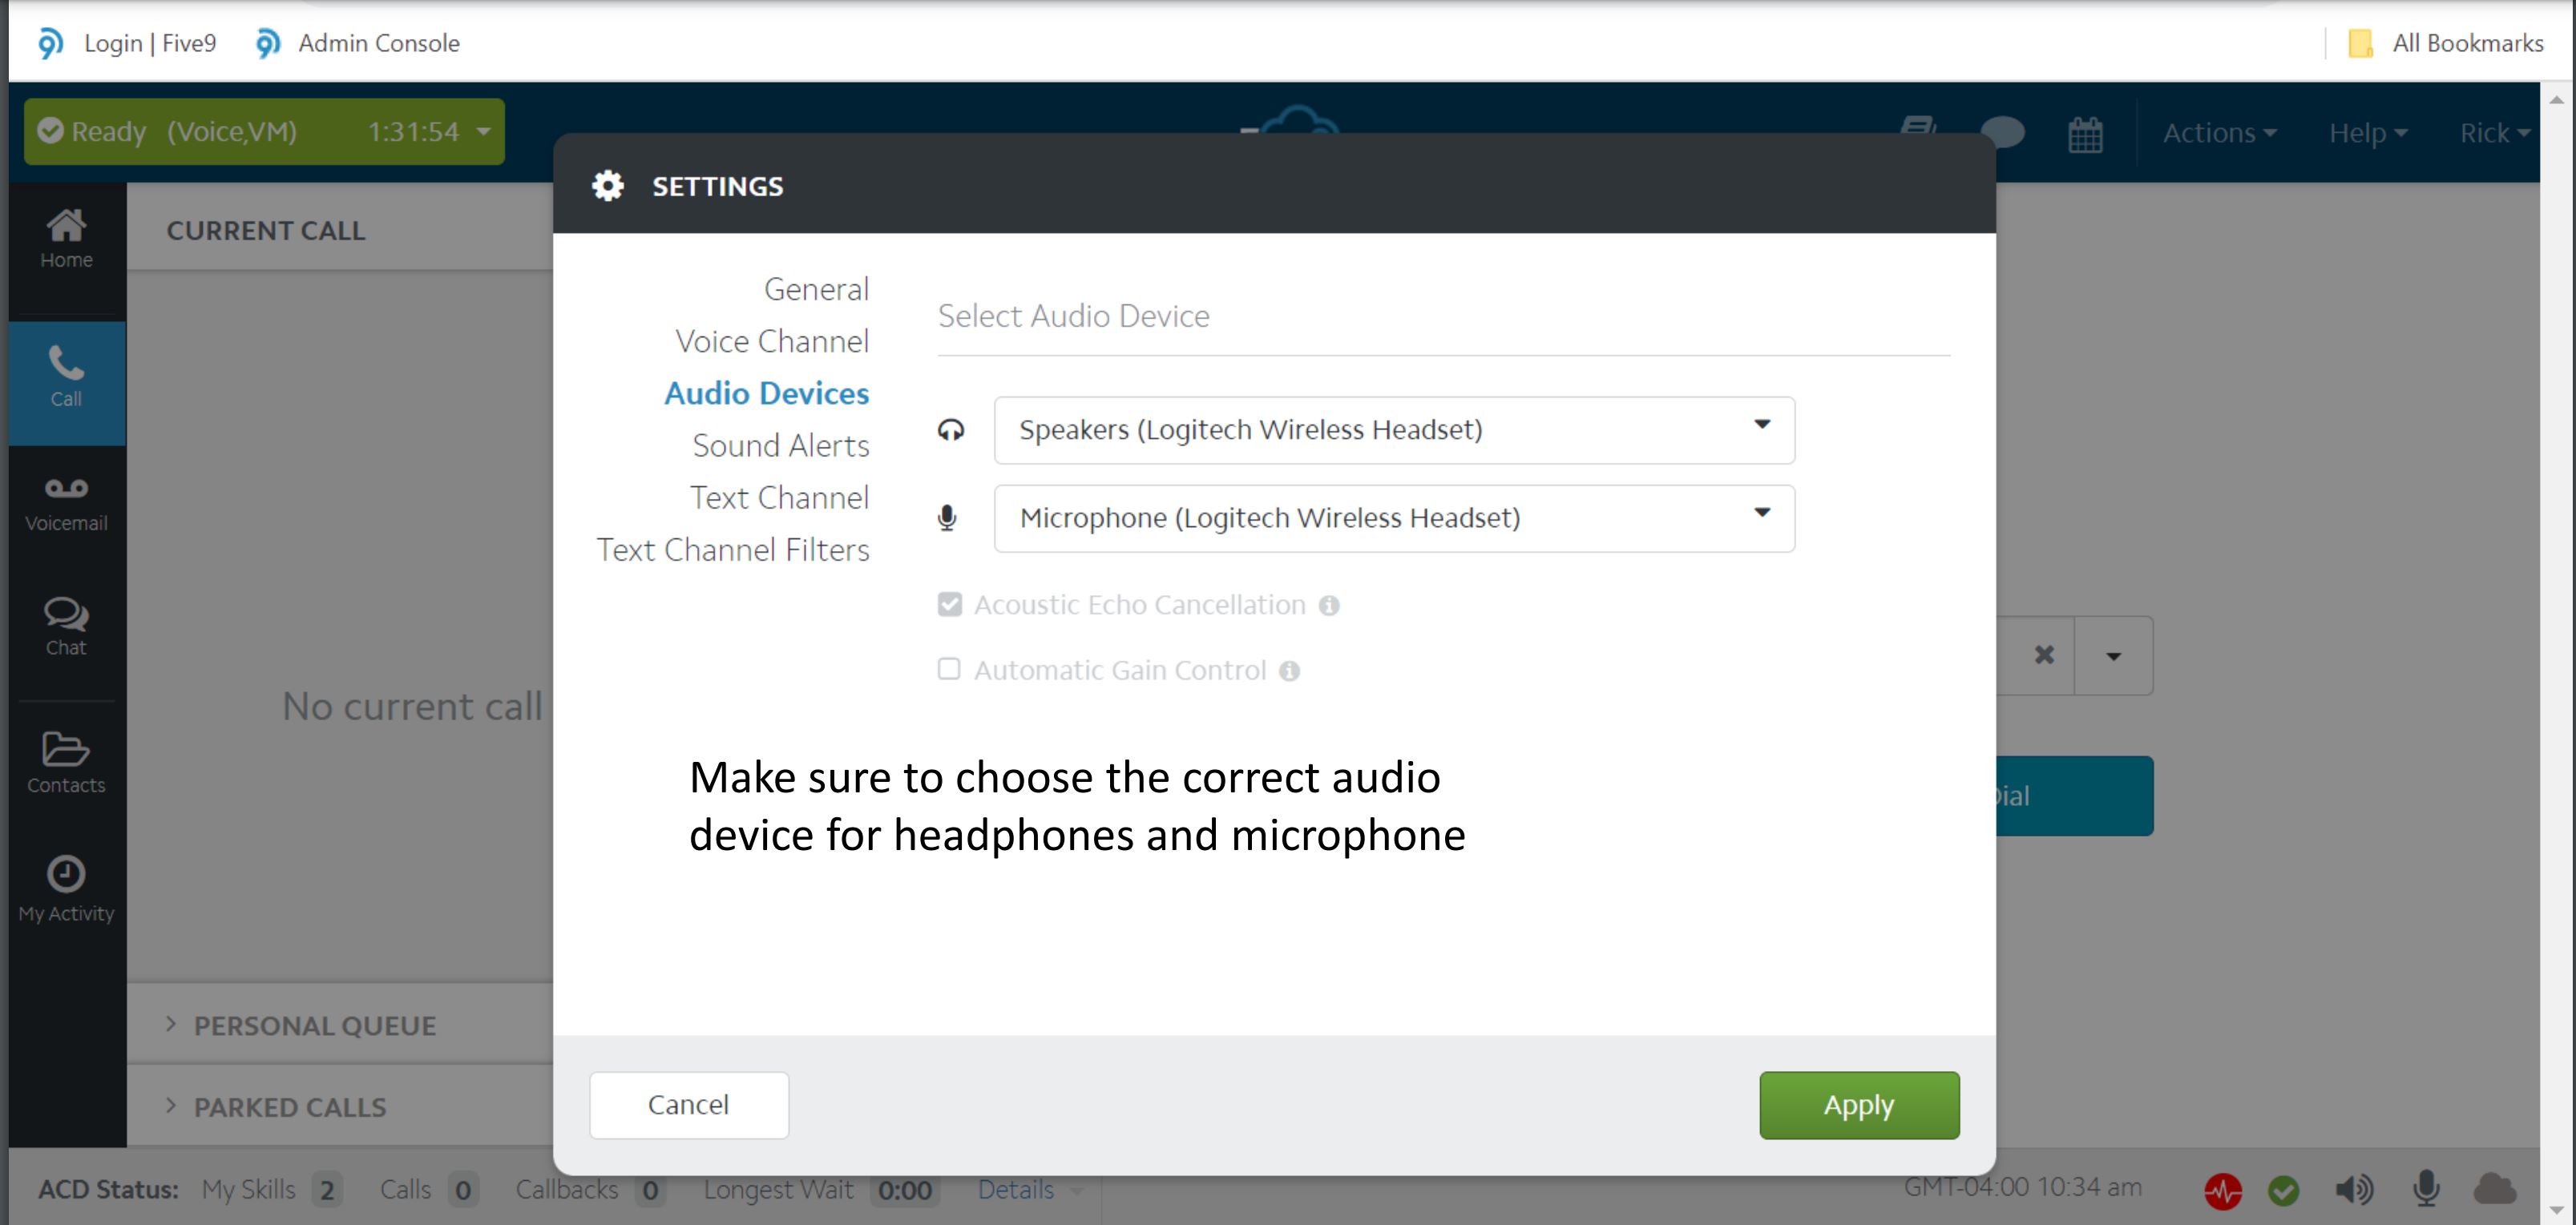 Login | Five9
Admin Console
All Bookmarks
Ready (Voice,VM) 1:31:54
Actions
Help
Rick
SETTINGS
Home
Call
Voicemail
Chat
Contacts
My Activity
CURRENT CALL
No current call
PERSONAL QUEUE
PARKED CALLS
General
Voice Channel
Audio Devices
Sound Alerts
Text Channel
Text Channel Filters
Select Audio Device
Speakers (Logitech Wireless Headset)
Microphone (Logitech Wireless Headset)
Acoustic Echo Cancellation
Automatic Gain Control
Make sure to choose the correct audio
device for headphones and microphone
Cancel
Apply
ACD Status: My Skills 2 Calls 0 Callbacks 0 Longest Wait 0:00 Details
GMT-04:00 10:34 am